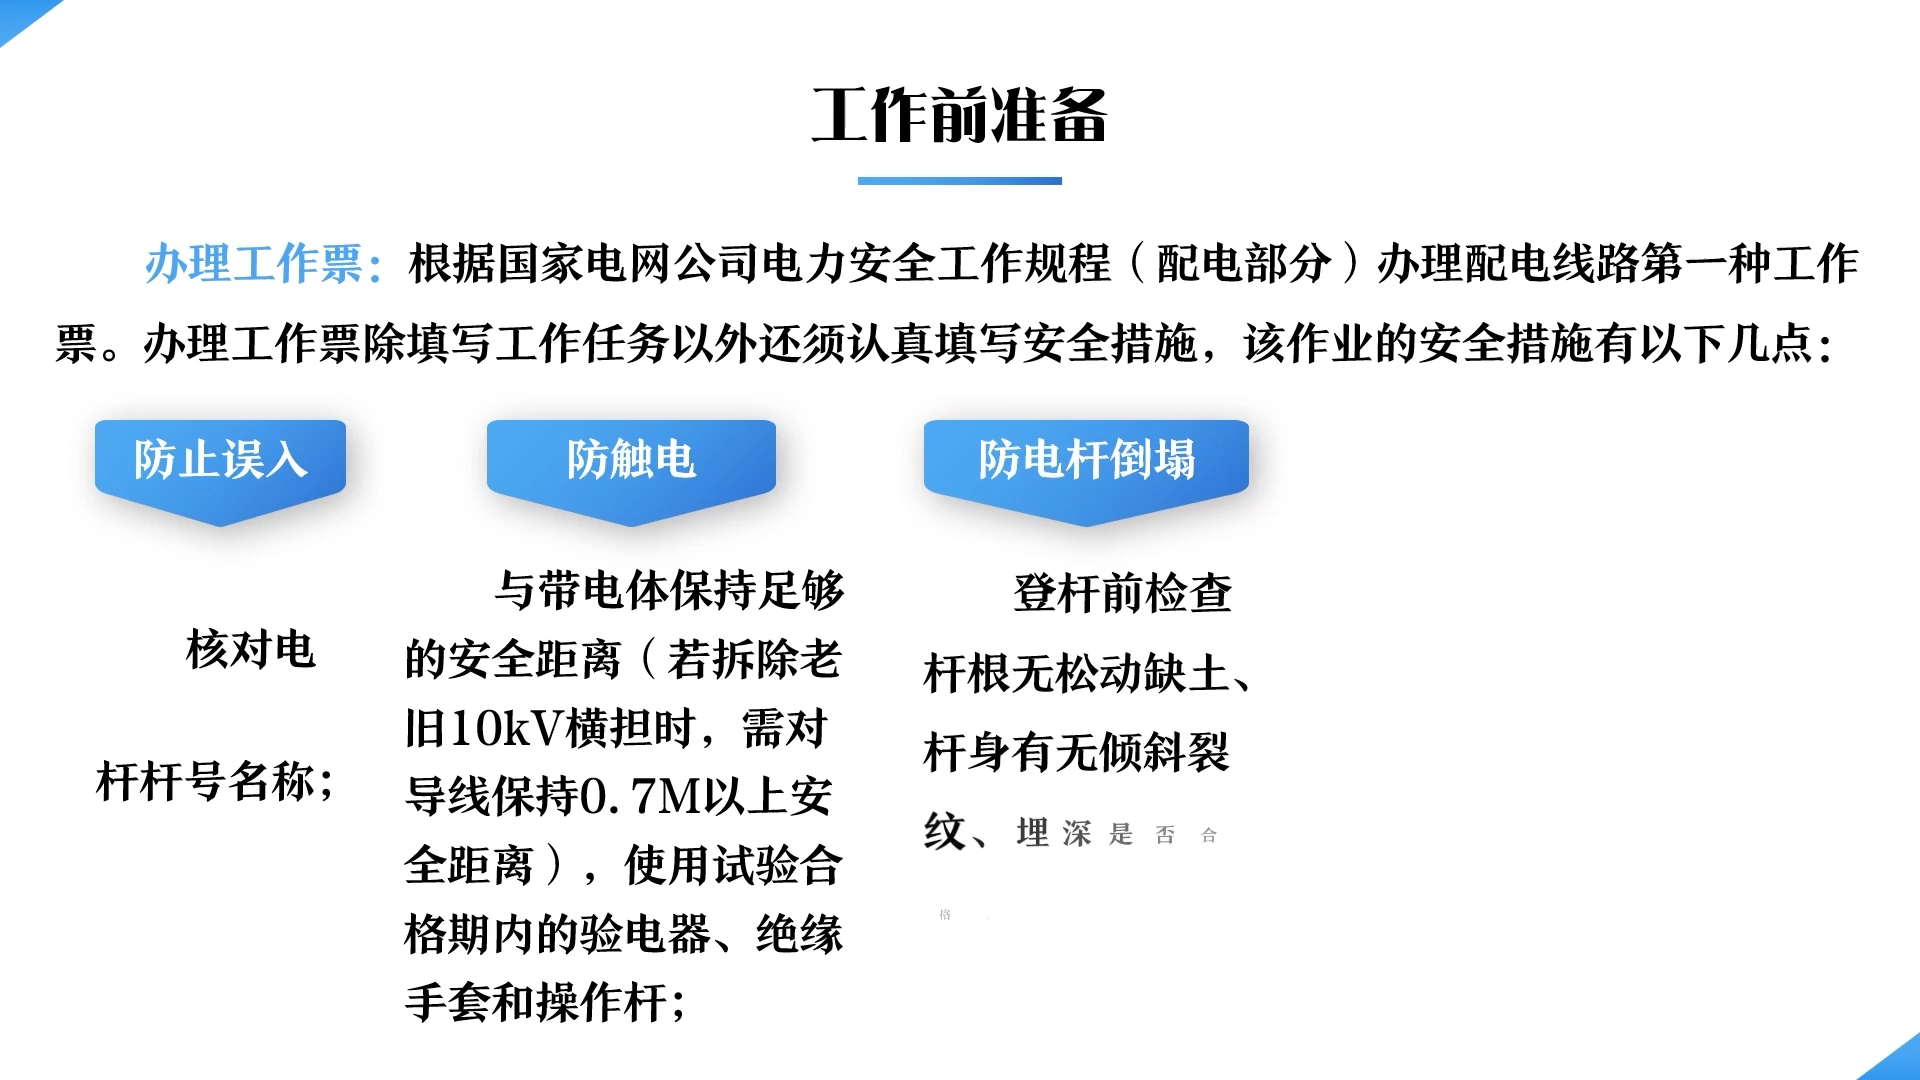 工作前准备
办理工作票：根据国家电网公司电力安全工作规程（配电部分）办理配电线路第一种工作
票。办理工作票除填写工作任务以外还须认真填写安全措施，该作业的安全措施有以下几点：
防止误入
核对电
杆杆号名称；
防触电
与带电体保持足够
的安全距离（若拆除老
旧10kV横担时，需对
导线保持0.7M以上安
全距离），使用试验合
格期内的验电器、绝缘
手套和操作杆；
防电杆倒塌
登杆前检查
杆根无松动缺土、
杆身有无倾斜裂
纹、埋深是否合
格